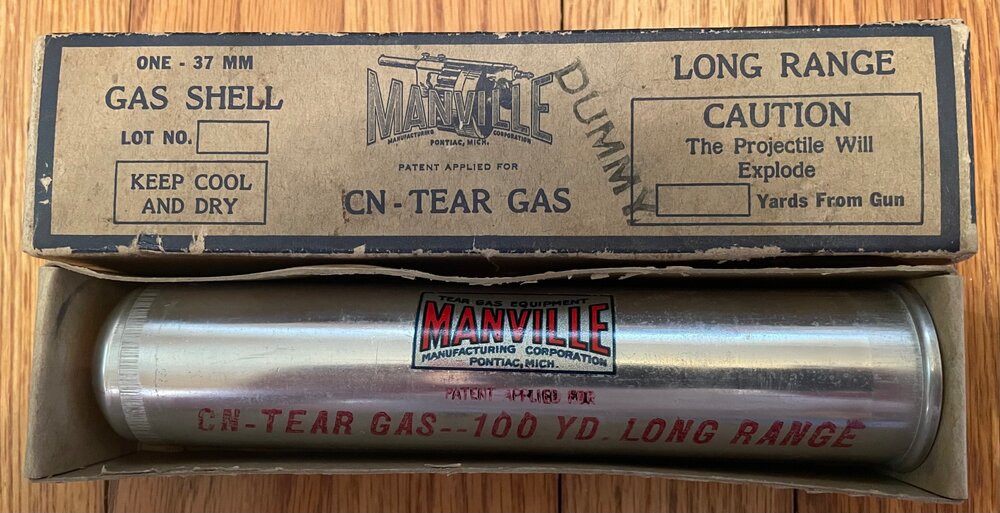 ONE - 37 MM
GAS SHELL
LOT NO.
KEEP COOL
AND DRY
MANVILLE
MANUFACTURING CORPORATION
PONTIAC, MICH.
PATENT APPLIED FOR
CN - TEAR GAS
DUMMY
LONG RANGE
CAUTION
The Projectile Will
Explode
Yards From Gun
TEAR GAS EQUIPMENT
MANVILLE
MANUFACTURING CORPORATION
PONTIAC, MICH.
PATENT APPLIED FOR
CN-TEAR GAS--100 YD. LONG RANGE